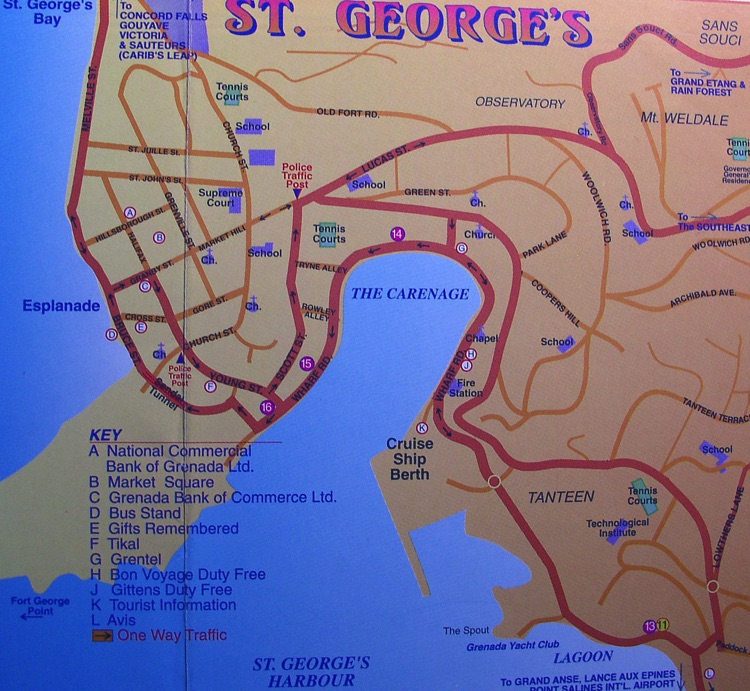 St. George's
Bay
To
CONCORD FALLS
GOUYAVE
VICTORIA
& SAUTEURS
(CARIB'S LEAP)
ST. GEORGE'S
SANS
SOUCI
Sans Souci Rd.
To
GRAND ETANG &
RAIN FOREST
Mt. WELDALE
OBSERVATORY
Observatory Rd
MELVILLE ST.
Tennis
Courts
OLD FORT RD.
School
CHURCH ST.
Ch.
Tennis
Court
Governor
General's
Residence
ST. JUILLE ST.
LUCAS ST.
Police
Traffic
Post
School
ST. JOHN'S ST.
Supreme
Court
GREEN ST.
Ch.
WOOLWICH RD.
Ch.
To
The SOUTHEAST
School
A
HILLSBOROUGH ST.
GRENVILLE ST.
B
HALIFAX
MARKET HILL
Tennis
Courts
14
Church
G
PARK LANE
WOOLWICH RD.
School
Ch.
GRANBY ST.
C
TRYNE ALLEY
THE CARENAGE
COOPERS HILL
ARCHIBALD AVE.
Esplanade
GORE ST.
Ch.
ROWLEY
ALLEY
CROSS ST.
E
D
BRUCE ST.
CHURCH ST.
Ch
Police
Traffic
Post
SCOTT ST.
Chapel
School
H
J
15
WHARF RD.
WHARF RD.
Fire
Station
YOUNG ST.
F
Sendall
Tunner
16
K
TANTEEN TERRACE
Cruise
Ship
Berth
School
KEY
A National Commercial
Bank of Grenada Ltd.
B Market Square
C Grenada Bank of Commerce Ltd.
D Bus Stand
E Gifts Remembered
F Tikal
G Grentel
H Bon Voyage Duty Free
J Gittens Duty Free
K Tourist Information
L Avis
One Way Traffic
TANTEEN
Tennis
Courts
Technological
Institute
LOWTHERS LANE
Fort George
Point
The Spout
Grenada Yacht Club
13
11
Paddock
LAGOON
ST. GEORGE'S
HARBOUR
L
To GRAND ANSE, LANCE AUX EPINES
POINT SALINES INT'L. AIRPORT